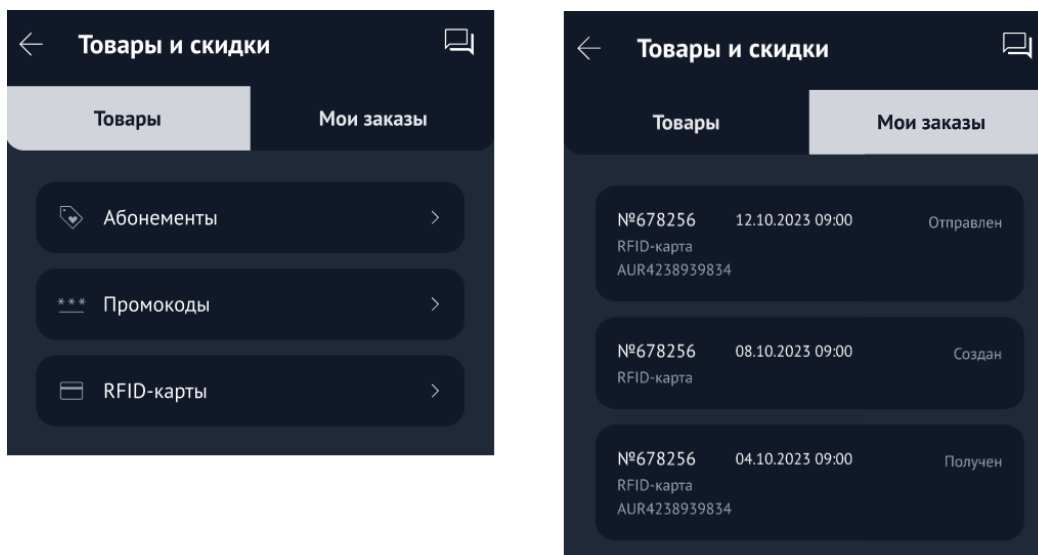 Товары и скидки
Товары
Мои заказы
Абонементы
*** Промокоды
RFID-карты
Товары и скидки
Товары
Мои заказы
№678256 12.10.2023 09:00 Отправлен
RFID-карта
AUR4238939834
№678256 08.10.2023 09:00 Создан
RFID-карта
№678256 04.10.2023 09:00 Получен
RFID-карта
AUR4238939834